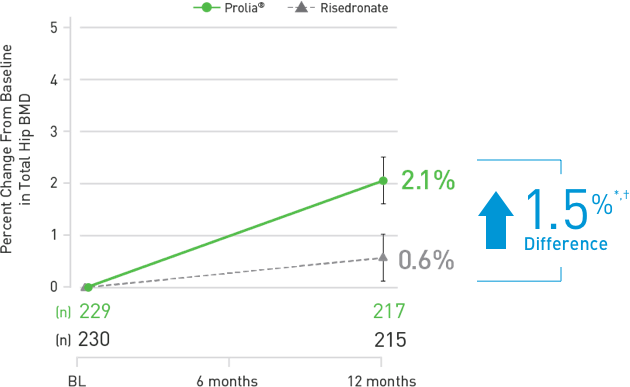 Prolia® Risedronate
Percent Change From Baseline
in Total Hip BMD
5
4
3
2
1
0
2.1%
0.6%
1.5%*,†
Difference
(n) 229 217
(n) 230 215
BL 6 months 12 months